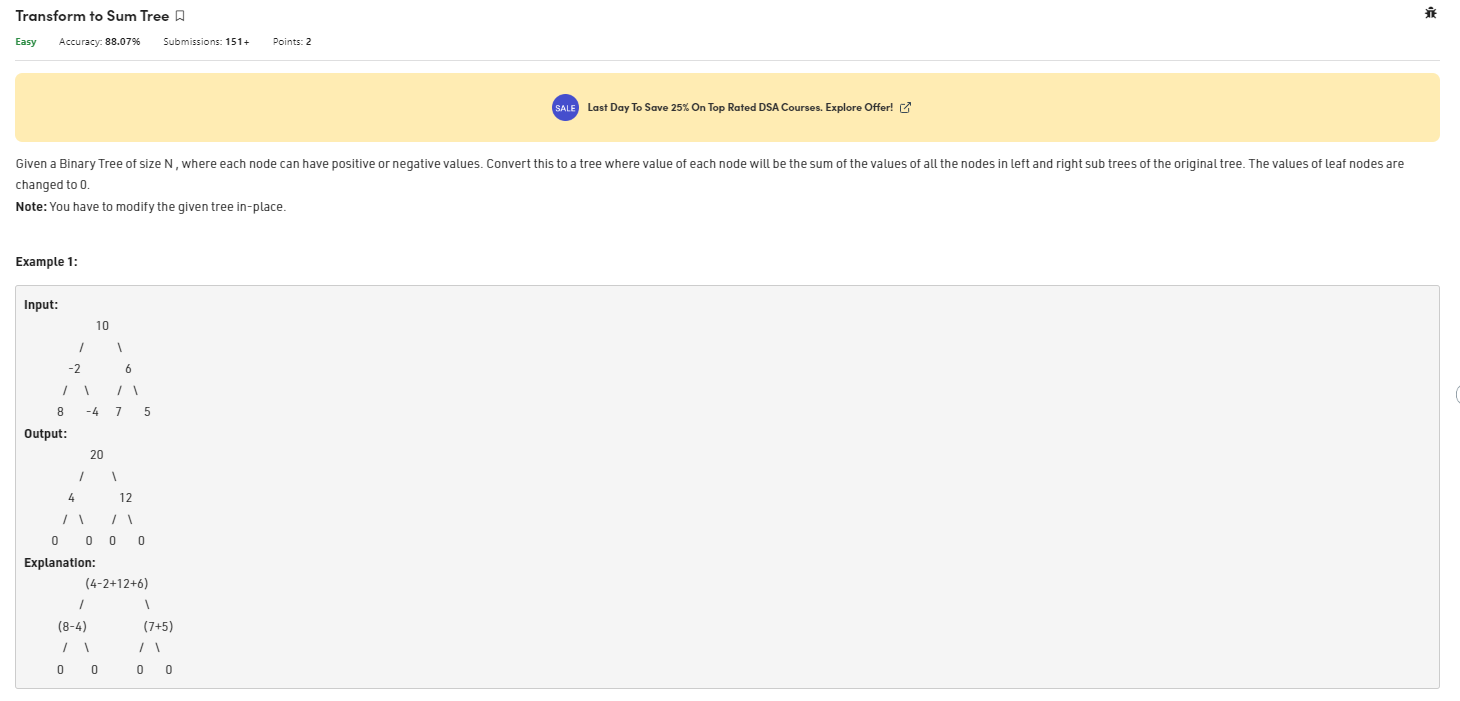 Transform to Sum Tree
Easy Accuracy: 88.07% Submissions: 151+ Points: 2
SALE Last Day To Save 25% On Top Rated DSA Courses. Explore Offer!
Given a Binary Tree of size N , where each node can have positive or negative values. Convert this to a tree where value of each node will be the sum of the values of all the nodes in left and right sub trees of the original tree. The values of leaf nodes are
changed to 0.
Note: You have to modify the given tree in-place.
Example 1:
Input:
10
/ \
-2 6
/ \ / \
8 -4 7 5
Output:
20
/ \
4 12
/ \ / \
0 0 0 0
Explanation:
(4-2+12+6)
/ \
(8-4) (7+5)
/ \ / \
0 0 0 0